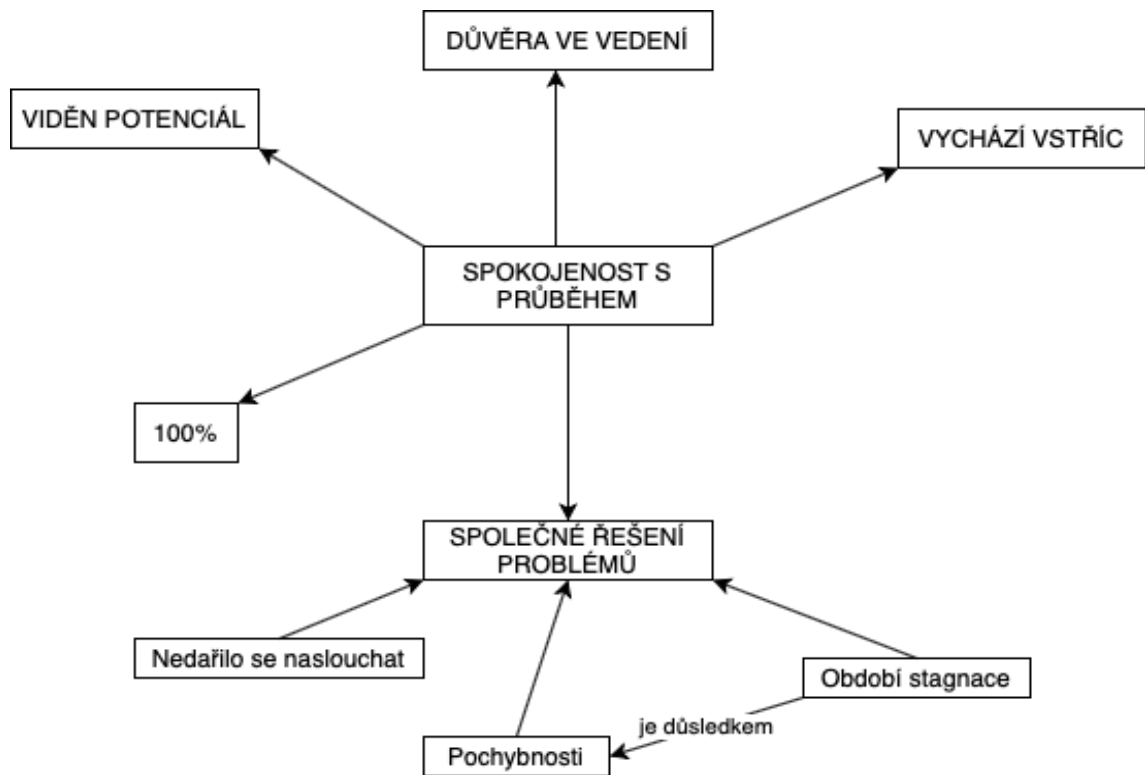 DŮVĚRA VE VEDENÍ
VIDĚN POTENCIÁL
VYCHÁZÍ VSTŘÍC
SPOKOJENOST S
PRŮBĚHEM
100%
SPOLEČNÉ ŘEŠENÍ
PROBLÉMŮ
Nedařilo se naslouchat
Období stagnace
je důsledkem
Pochybnosti